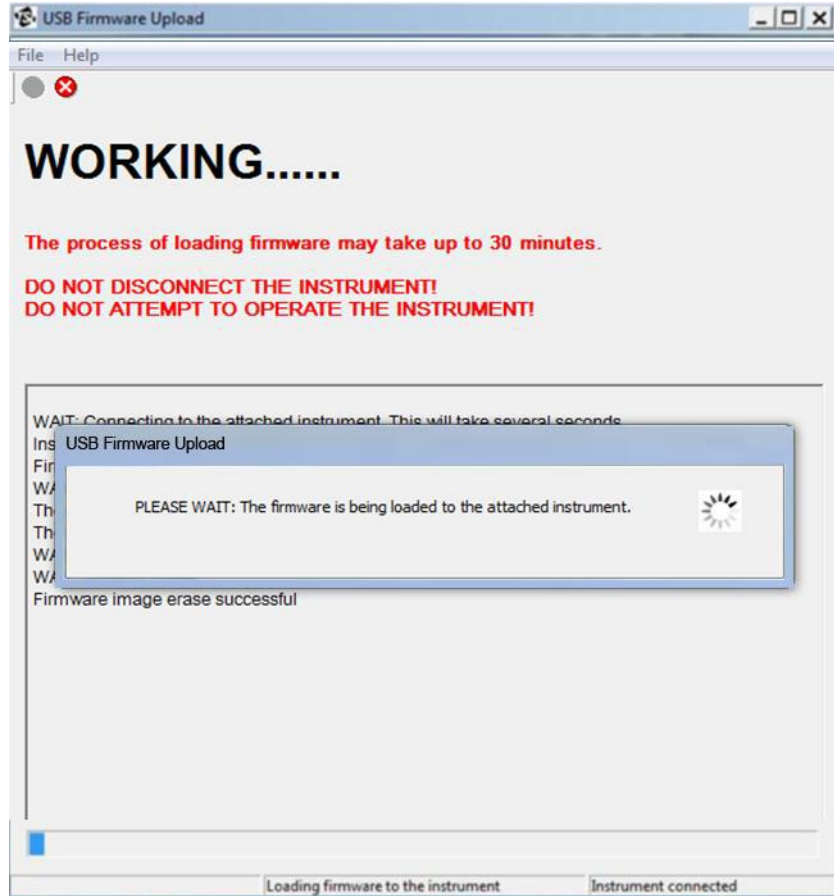 USB Firmware Upload
File Help
WORKING......
The process of loading firmware may take up to 30 minutes.
DO NOT DISCONNECT THE INSTRUMENT!
DO NOT ATTEMPT TO OPERATE THE INSTRUMENT!
WAIT: Connecting to the attached instrument. This will take several seconds
USB Firmware Upload
PLEASE WAIT: The firmware is being loaded to the attached instrument.
Firmware image erase successful
Loading firmware to the instrument
Instrument connected